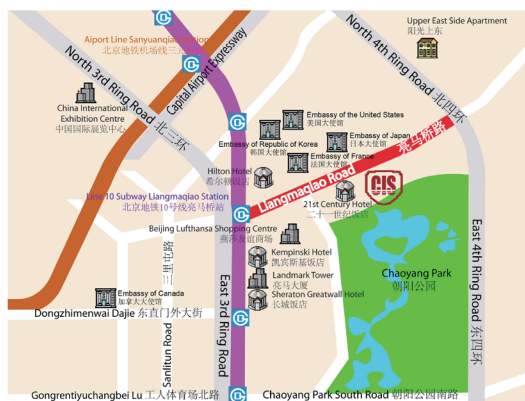 Upper East Side Apartment
阳光上东
Aiport Line Sanyuanqiao Station
北京地铁机场线三元桥站
North 3rd Ring Road 北三环
Capital Airport Expressway
North 4th Ring Road 北四环
China International
Exhibition Centre
中国国际展览中心
Embassy of the United States
美国大使馆
Embassy of Republic of Korea
韩国大使馆
Embassy of Japan
日本大使馆
Embassy of France
法国大使馆
Liangmaqiao Road 亮马桥路
Hilton Hotel
希尔顿饭店
CIS
21st Century Hotel
二十一世纪饭店
Line 10 Subway Liangmaqiao Station
北京地铁10号线亮马桥站
Beijing Lufthansa Shopping Centre
燕莎友谊商场
Kempinski Hotel
凯宾斯基饭店
Landmark Tower
亮马大厦
Sheraton Greatwall Hotel
长城饭店
Chaoyang Park
朝阳公园
East 4th Ring Road 东四环
East 3rd Ring Road
Sanlitun Road 三里屯路
Embassy of Canada
加拿大大使馆
Dongzhimenwai Dajie 东直门外大街
Gongrentiyuchangbei Lu 工人体育场北路
Chaoyang Park South Road 朝阳公园南路